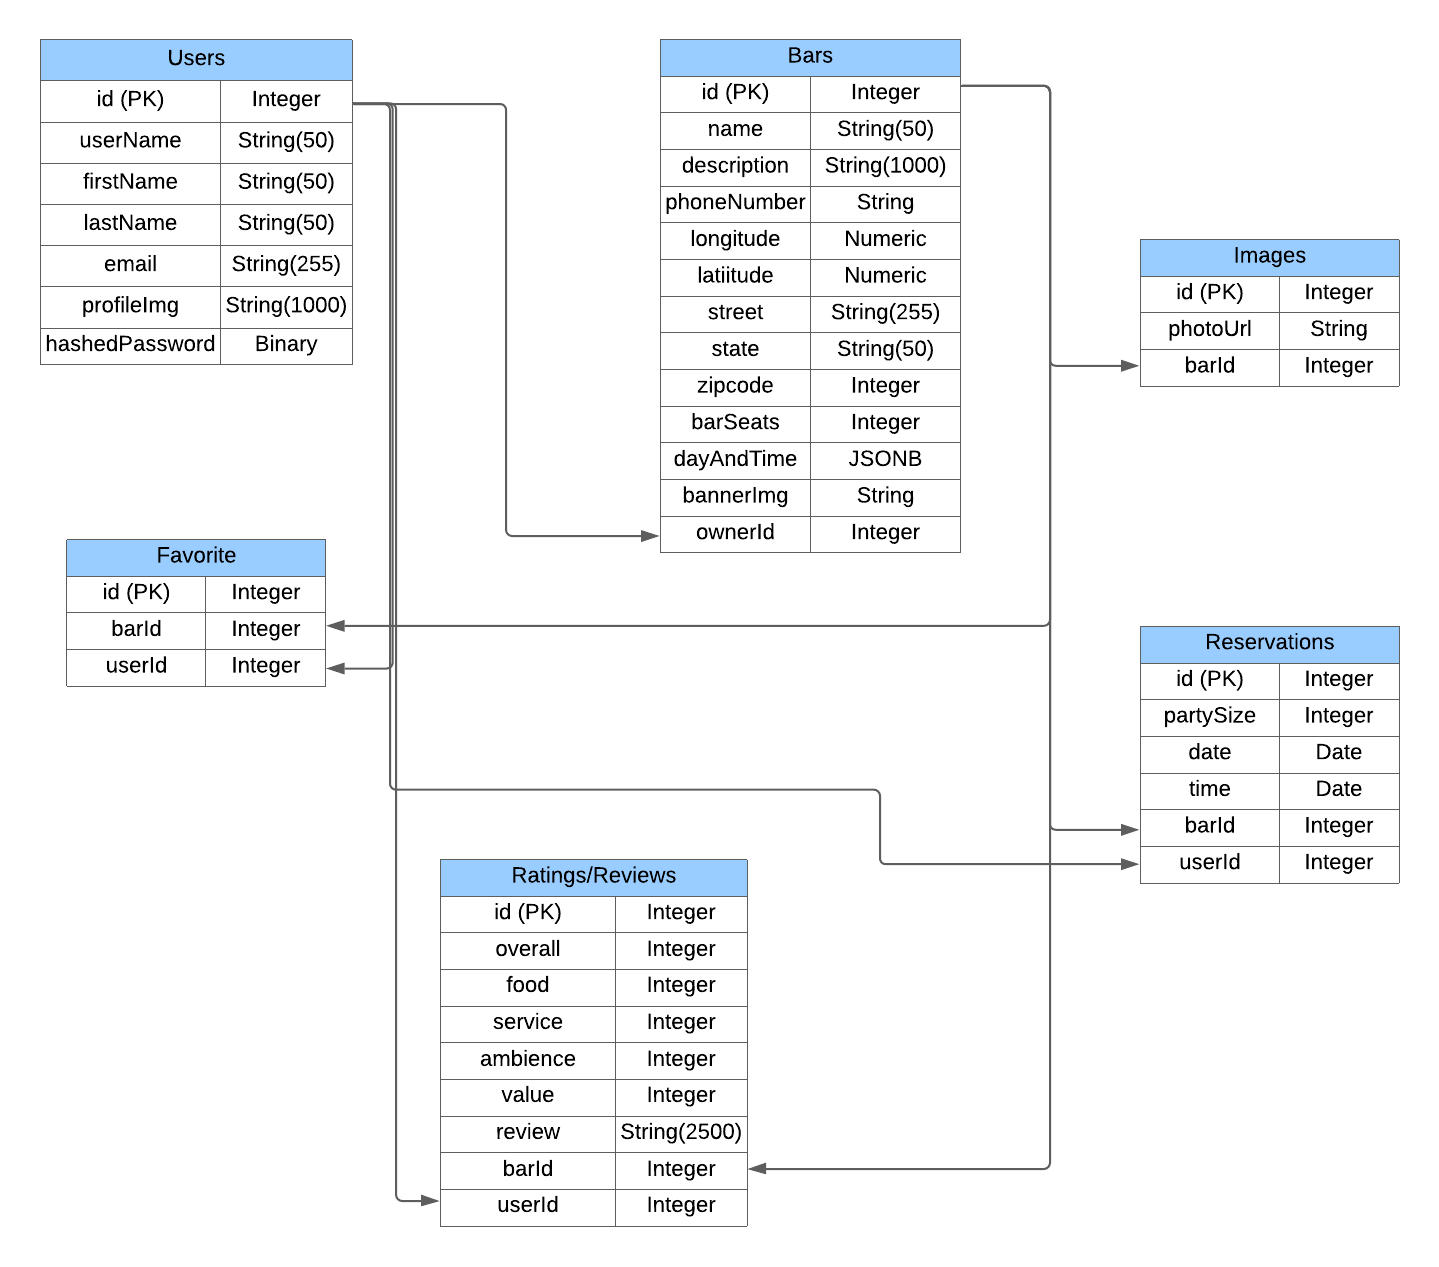 Users
id (PK) Integer
userName String(50)
firstName String(50)
lastName String(50)
email String(255)
profileImg String(1000)
hashedPassword Binary
Bars
id (PK) Integer
name String(50)
description String(1000)
phoneNumber String
longitude Numeric
latiitude Numeric
street String(255)
state String(50)
zipcode Integer
barSeats Integer
dayAndTime JSONB
bannerImg String
ownerId Integer
Images
id (PK) Integer
photoUrl String
barId Integer
Favorite
id (PK) Integer
barId Integer
userId Integer
Reservations
id (PK) Integer
partySize Integer
date Date
time Date
barId Integer
userId Integer
Ratings/Reviews
id (PK) Integer
overall Integer
food Integer
service Integer
ambience Integer
value Integer
review String(2500)
barId Integer
userId Integer